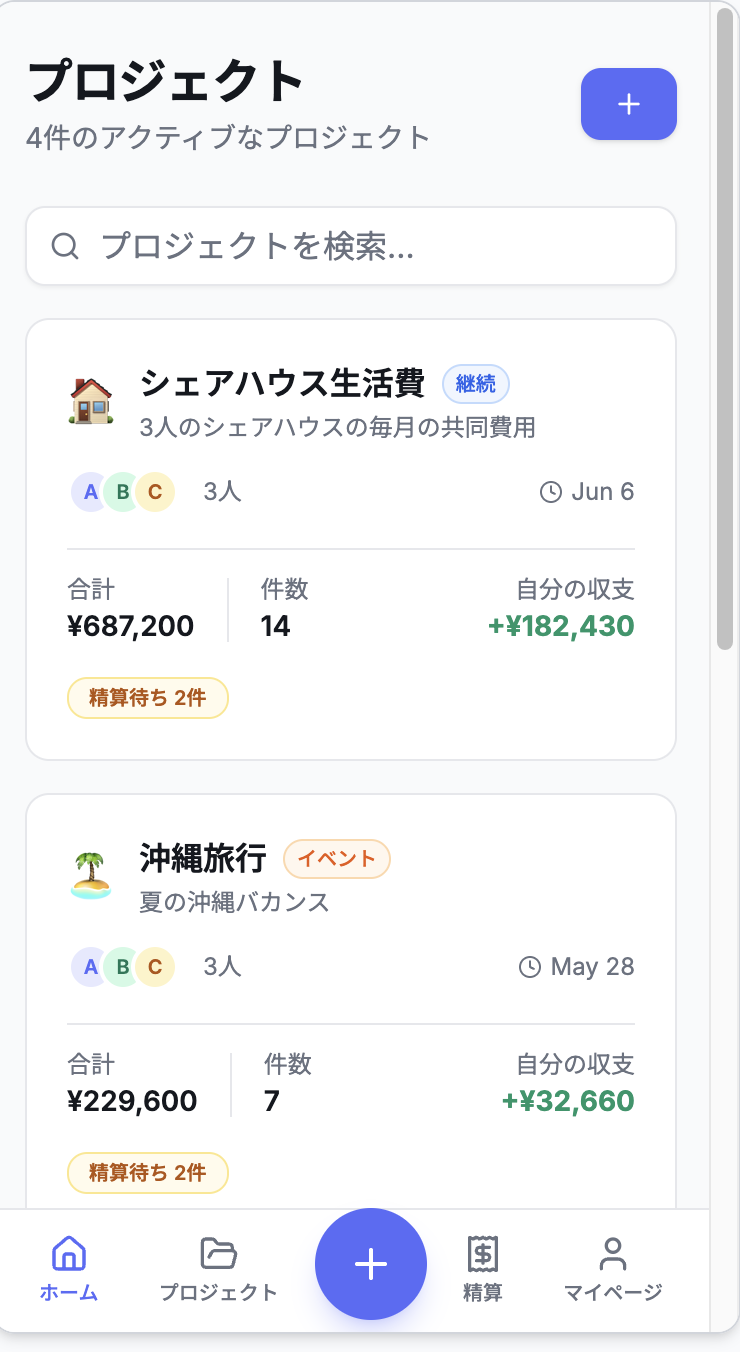 プロジェクト
4件のアクティブなプロジェクト
プロジェクトを検索...
シェアハウス生活費 継続
3人のシェアハウスの毎月の共同費用
A B C 3人 Jun 6
合計 件数 自分の収支
¥687,200 14 +¥182,430
精算待ち 2件
沖縄旅行 イベント
夏の沖縄バカンス
A B C 3人 May 28
合計 件数 自分の収支
¥229,600 7 +¥32,660
精算待ち 2件
ホーム プロジェクト 精算 マイページ